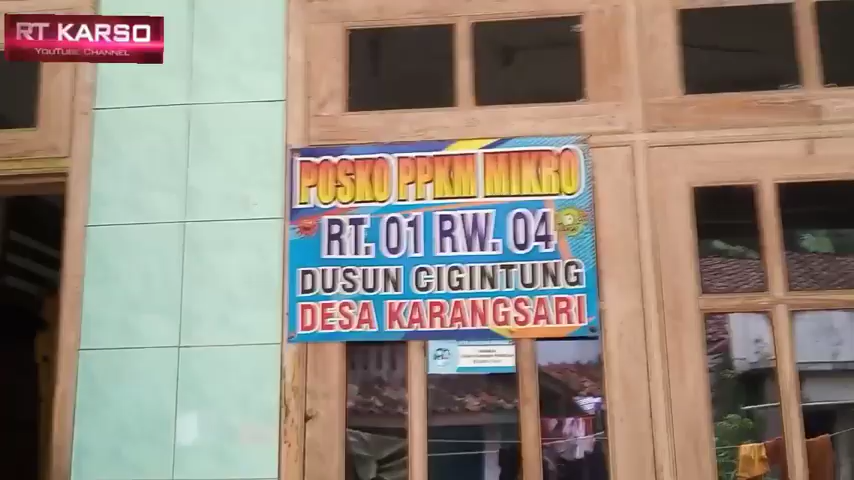 RT KARSO
YouTube Channel
POSKO PPKM MIKRO
RT. 01 RW. 04
DUSUN CIGINTUNG
DESA KARANGSARI